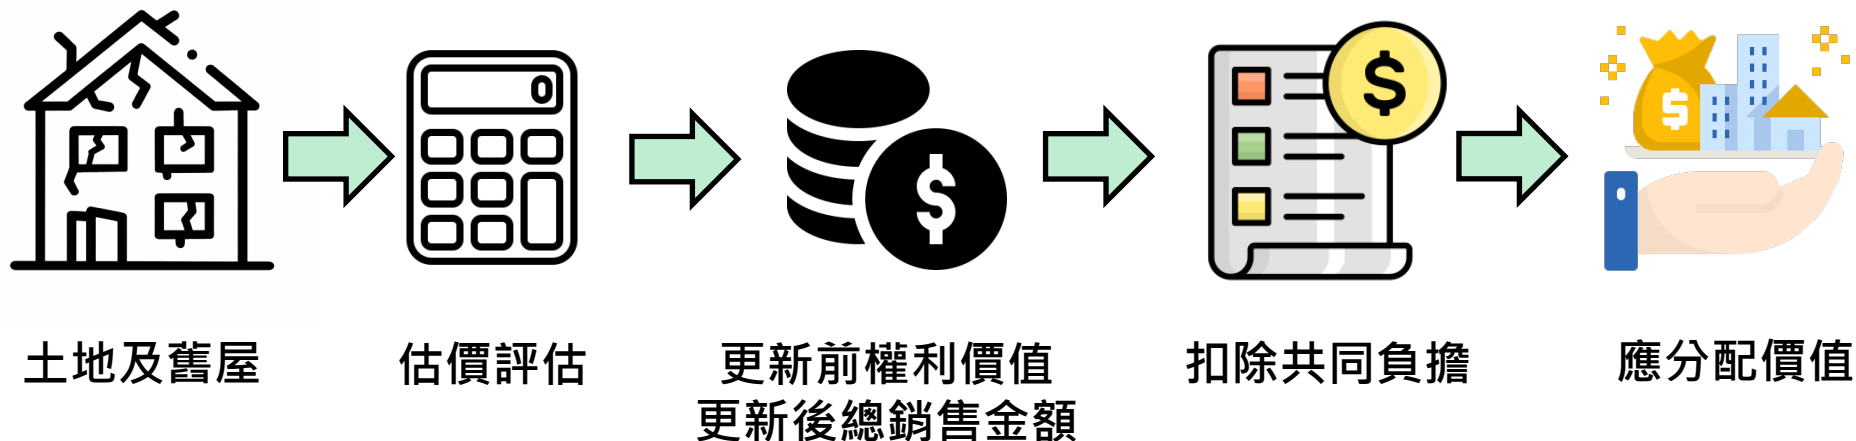 0
$
$
$
土地及舊屋
估價評估
更新前權利價值
更新後總銷售金額
扣除共同負擔
應分配價值